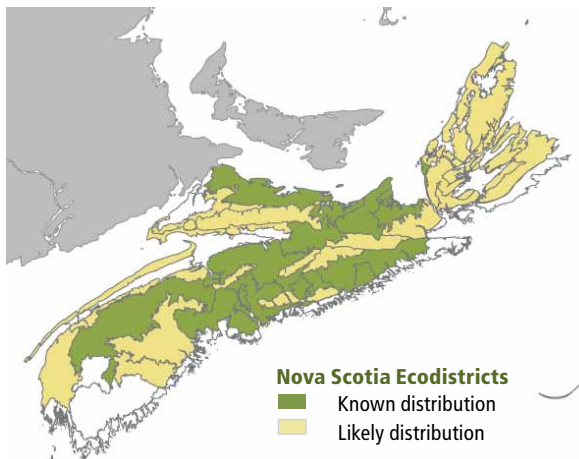 Nova Scotia Ecodistricts
Known distribution
Likely distribution